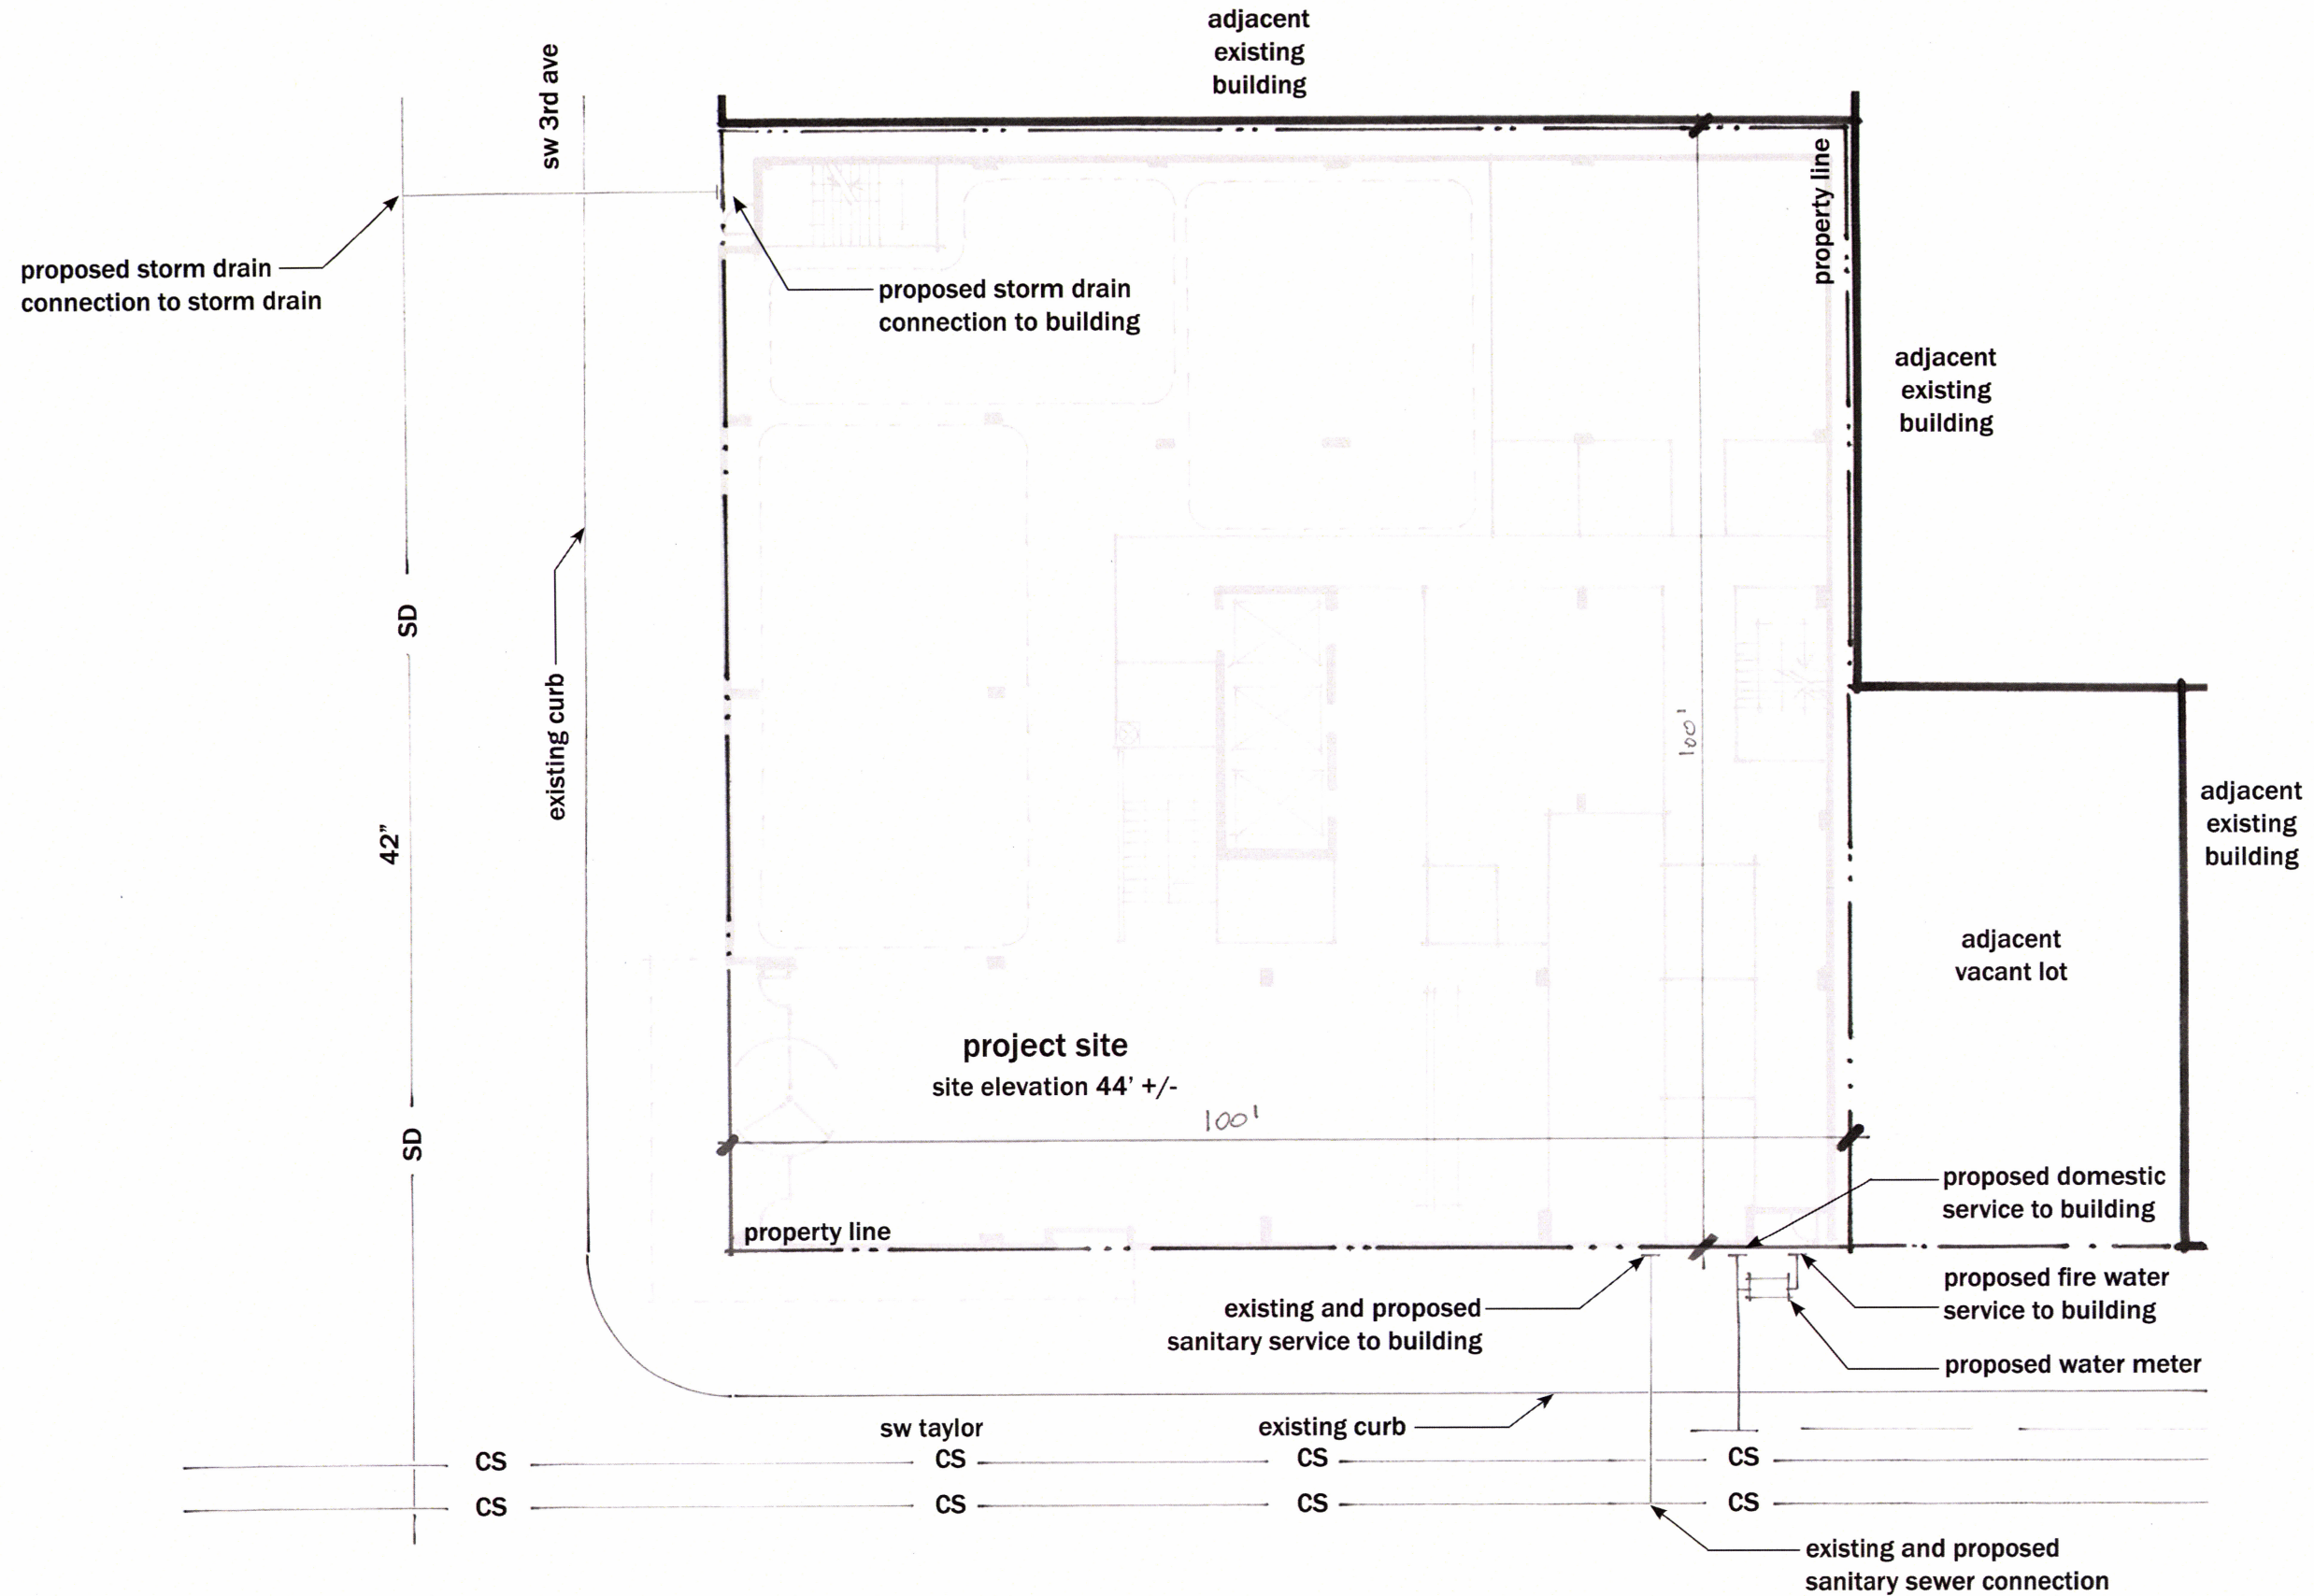 adjacent
existing
building
sw 3rd ave
property line
proposed storm drain
connection to storm drain
proposed storm drain
connection to building
adjacent
existing
building
SD
existing curb
100'
42”
adjacent
existing
building
adjacent
vacant lot
project site
site elevation 44’ +/-
100'
SD
proposed domestic
service to building
property line
proposed fire water
service to building
existing and proposed
sanitary service to building
proposed water meter
sw taylor
existing curb
CS CS CS CS
CS CS CS CS
existing and proposed
sanitary sewer connection